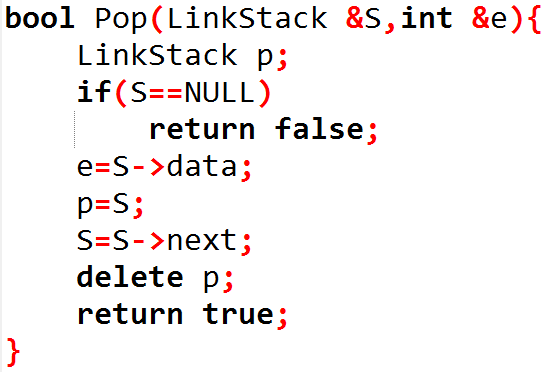 bool Pop(LinkStack &S,int &e){
    LinkStack p;
    if(S==NULL)
        return false;
    e=S->data;
    p=S;
    S=S->next;
    delete p;
    return true;
}